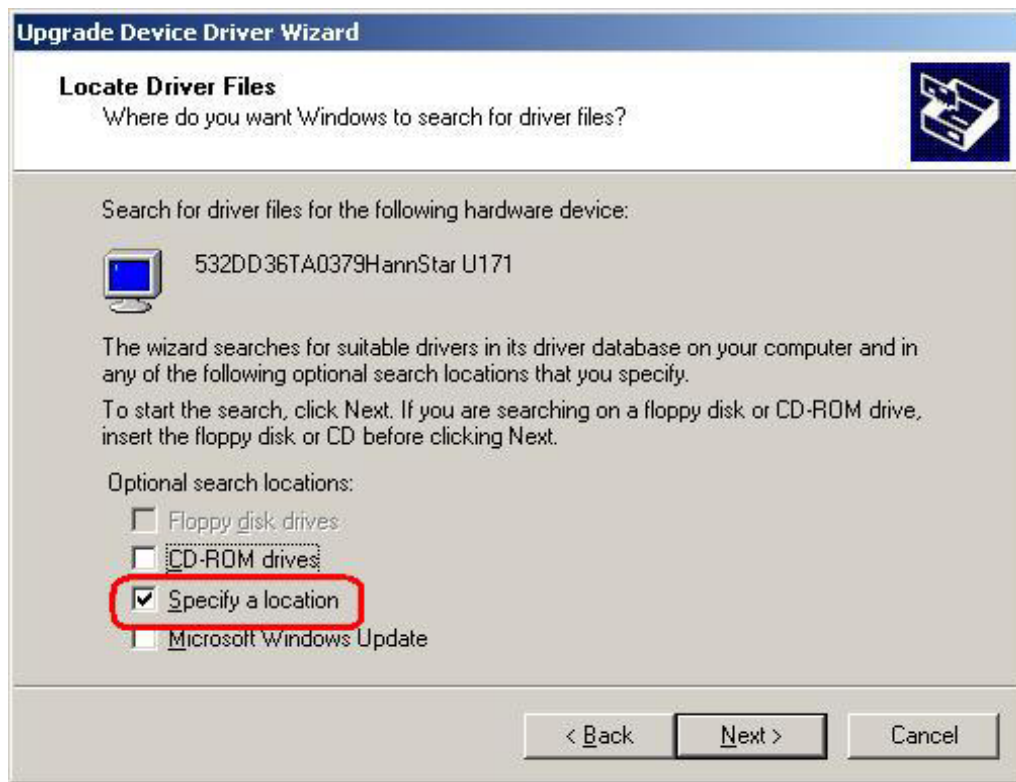 Upgrade Device Driver Wizard
Locate Driver Files
Where do you want Windows to search for driver files?
Search for driver files for the following hardware device:
532DD36TA0379HannStar U171
The wizard searches for suitable drivers in its driver database on your computer and in
any of the following optional search locations that you specify.
To start the search, click Next. If you are searching on a floppy disk or CD-ROM drive,
insert the floppy disk or CD before clicking Next.
Optional search locations:
Floppy disk drives
CD-ROM drives
Specify a location
Microsoft Windows Update
< Back
Next >
Cancel